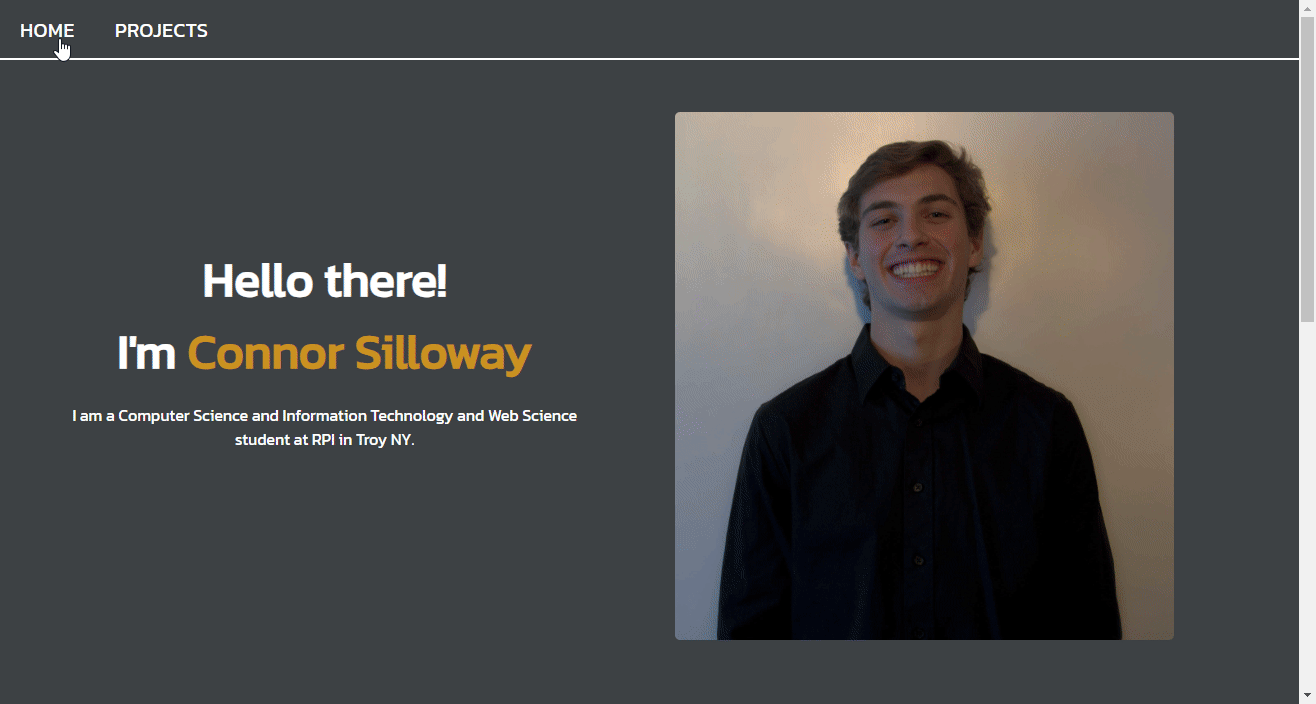 HOME PROJECTS
Hello there!
I'm Connor Silloway
I am a Computer Science and Information Technology and Web Science
student at RPI in Troy NY.